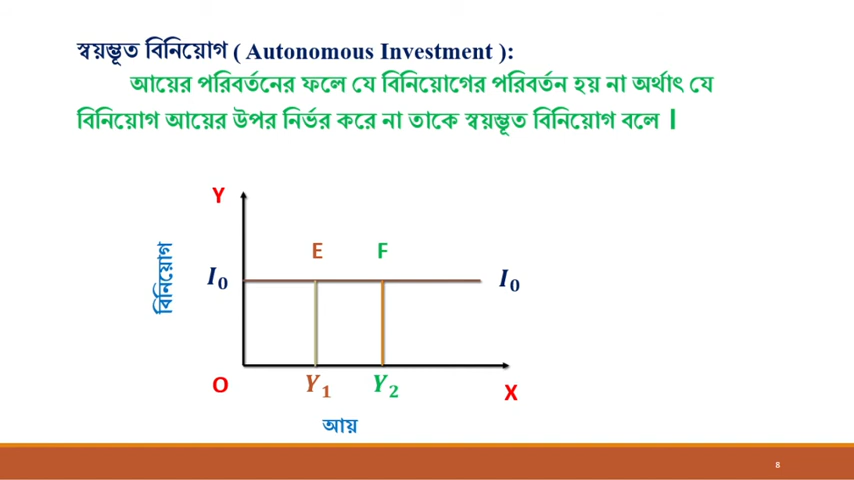 স্বয়ম্ভূত বিনিয়োগ ( Autonomous Investment ):
আয়ের পরিবর্তনের ফলে যে বিনিয়োগের পরিবর্তন হয় না অর্থাৎ যে
বিনিয়োগ আয়ের উপর নির্ভর করে না তাকে স্বয়ম্ভূত বিনিয়োগ বলে ।
Y
E F
বিনিয়োগ
I₀ I₀
O Y₁ Y₂ X
আয়
8